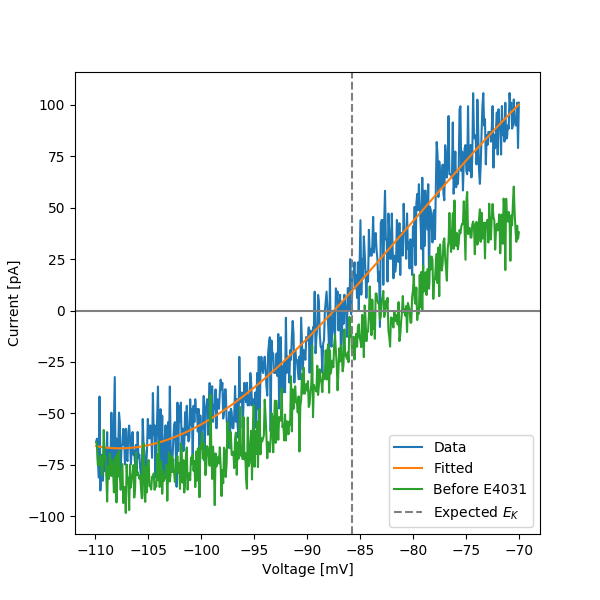 100
75
50
25
0
−25
−50
−75
−100
Current [pA]
Data
Fitted
Before E4031
Expected E_K
−110 −105 −100 −95 −90 −85 −80 −75 −70
Voltage [mV]